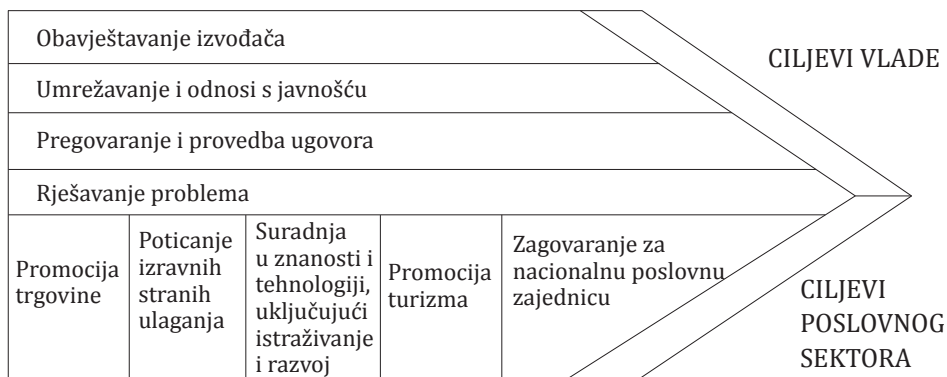 Obavještavanje izvođača
CILJEVI VLADE
Umrežavanje i odnosi s javnošću
Pregovaranje i provedba ugovora
Rješavanje problema
Promocija
trgovine
Poticanje
izravnih
stranih
ulaganja
Suradnja
u znanosti i
tehnologiji,
uključujući
istraživanje
i razvoj
Promocija
turizma
Zagovaranje za
nacionalnu poslovnu
zajednicu
CILJEVI
POSLOVNOG
SEKTORA